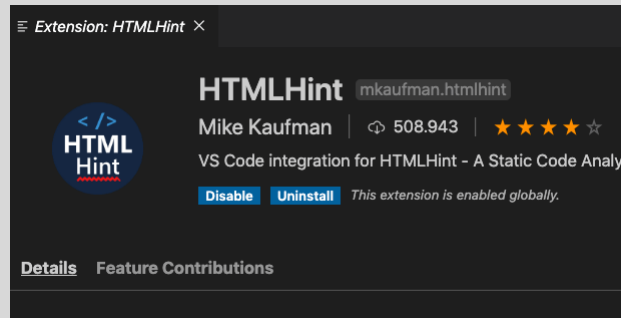 Extension: HTMLHint
HTMLHint mkaufman.htmlhint
</>
HTML
Hint
Mike Kaufman 508.943
VS Code integration for HTMLHint - A Static Code Analy
Disable Uninstall This extension is enabled globally.
Details Feature Contributions